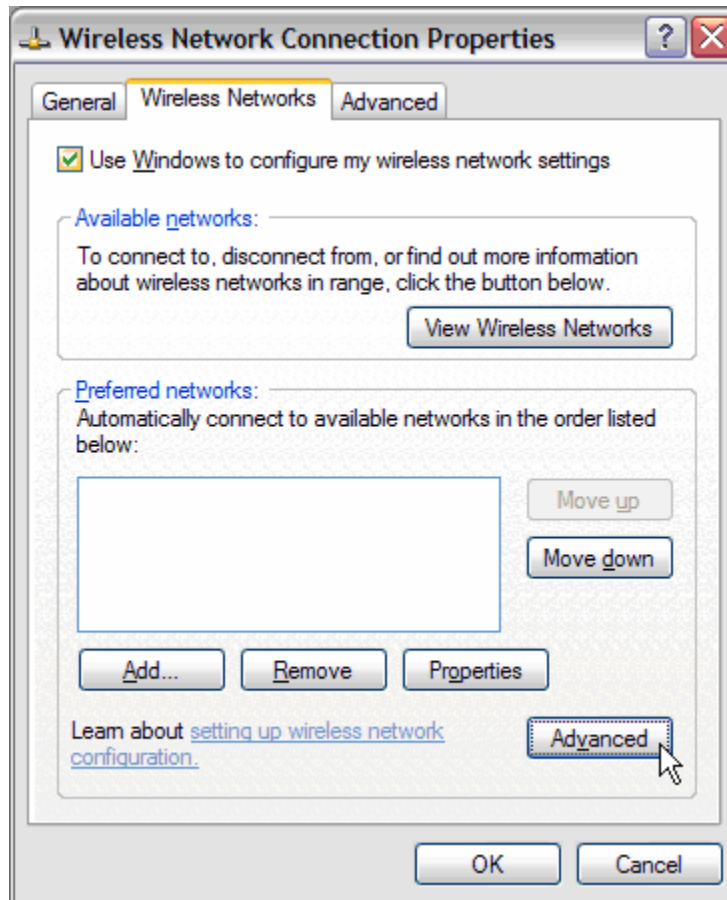 Wireless Network Connection Properties
?
General Wireless Networks Advanced
Use Windows to configure my wireless network settings
Available networks:
To connect to, disconnect from, or find out more information
about wireless networks in range, click the button below.
View Wireless Networks
Preferred networks:
Automatically connect to available networks in the order listed
below:
Move up
Move down
Add... Remove Properties
Learn about setting up wireless network
configuration.
Advanced
OK Cancel